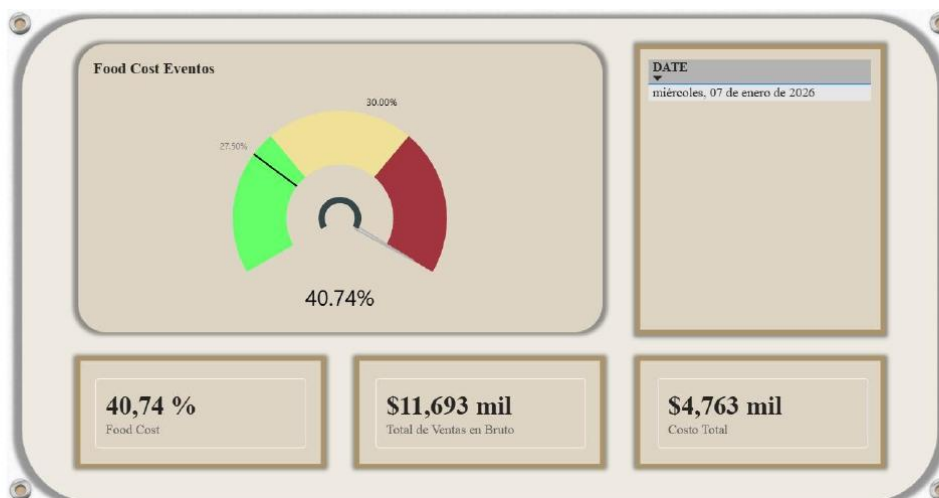 Food Cost Eventos
30.00%
27.50%
40.74%
DATE
miércoles, 07 de enero de 2026
40,74 %
Food Cost
$11,693 mil
Total de Ventas en Bruto
$4,763 mil
Costo Total